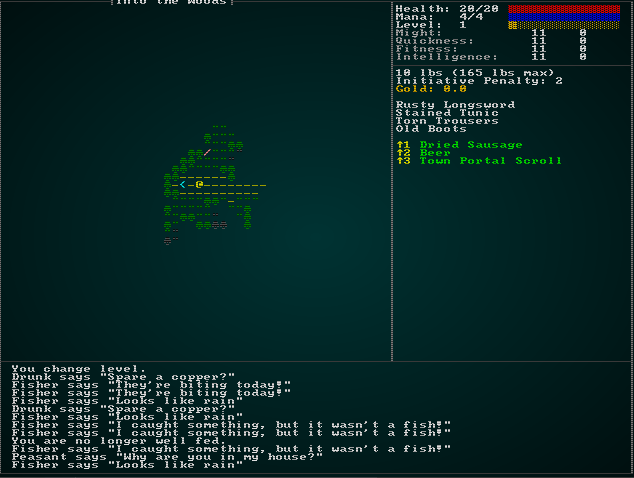 Into the Woods
Health: 20/20
Mana: 4/4
Level: 1
Might: 11 0
Quickness: 11 0
Fitness: 11 0
Intelligence: 11 0
10 lbs (165 lbs max)
Initiative Penalty: 2
Gold: 0.0
Rusty Longsword
Stained Tunic
Torn Trousers
Old Boots
↑1 Dried Sausage
↑2 Beer
↑3 Town Portal Scroll
You change level.
Drunk says "Spare a copper?"
Fisher says "They're biting today!"
Fisher says "They're biting today!"
Fisher says "Looks like rain"
Drunk says "Spare a copper?"
Fisher says "Looks like rain"
Fisher says "I caught something, but it wasn't a fish!"
Fisher says "I caught something, but it wasn't a fish!"
You are no longer well fed.
Fisher says "I caught something, but it wasn't a fish!"
Peasant says "Why are you in my house?"
Fisher says "Looks like rain"